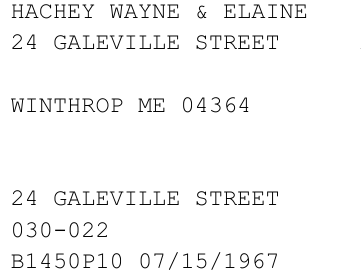 HACHEY WAYNE & ELAINE
24 GALEVILLE STREET
WINTHROP ME 04364
24 GALEVILLE STREET
030-022
B1450P10 07/15/1967